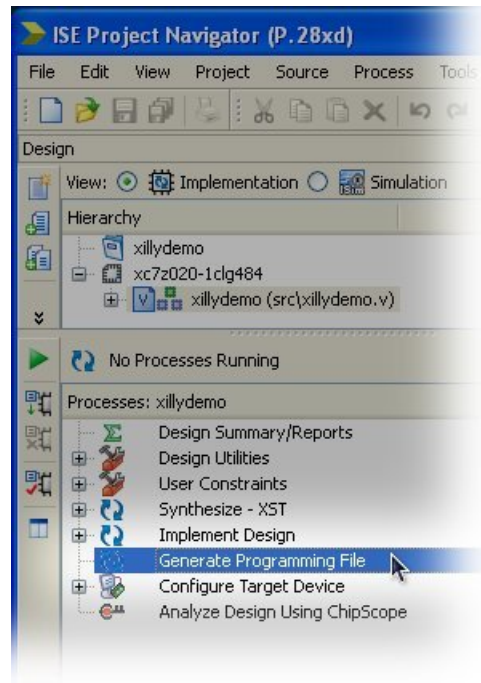 ISE Project Navigator (P.28xd)
File Edit View Project Source Process Tools
Design
View: Implementation Simulation
Hierarchy
xillydemo
xc7z020-1clg484
xillydemo (src\xillydemo.v)
No Processes Running
Processes: xillydemo
Design Summary/Reports
Design Utilities
User Constraints
Synthesize - XST
Implement Design
Generate Programming File
Configure Target Device
Analyze Design Using ChipScope